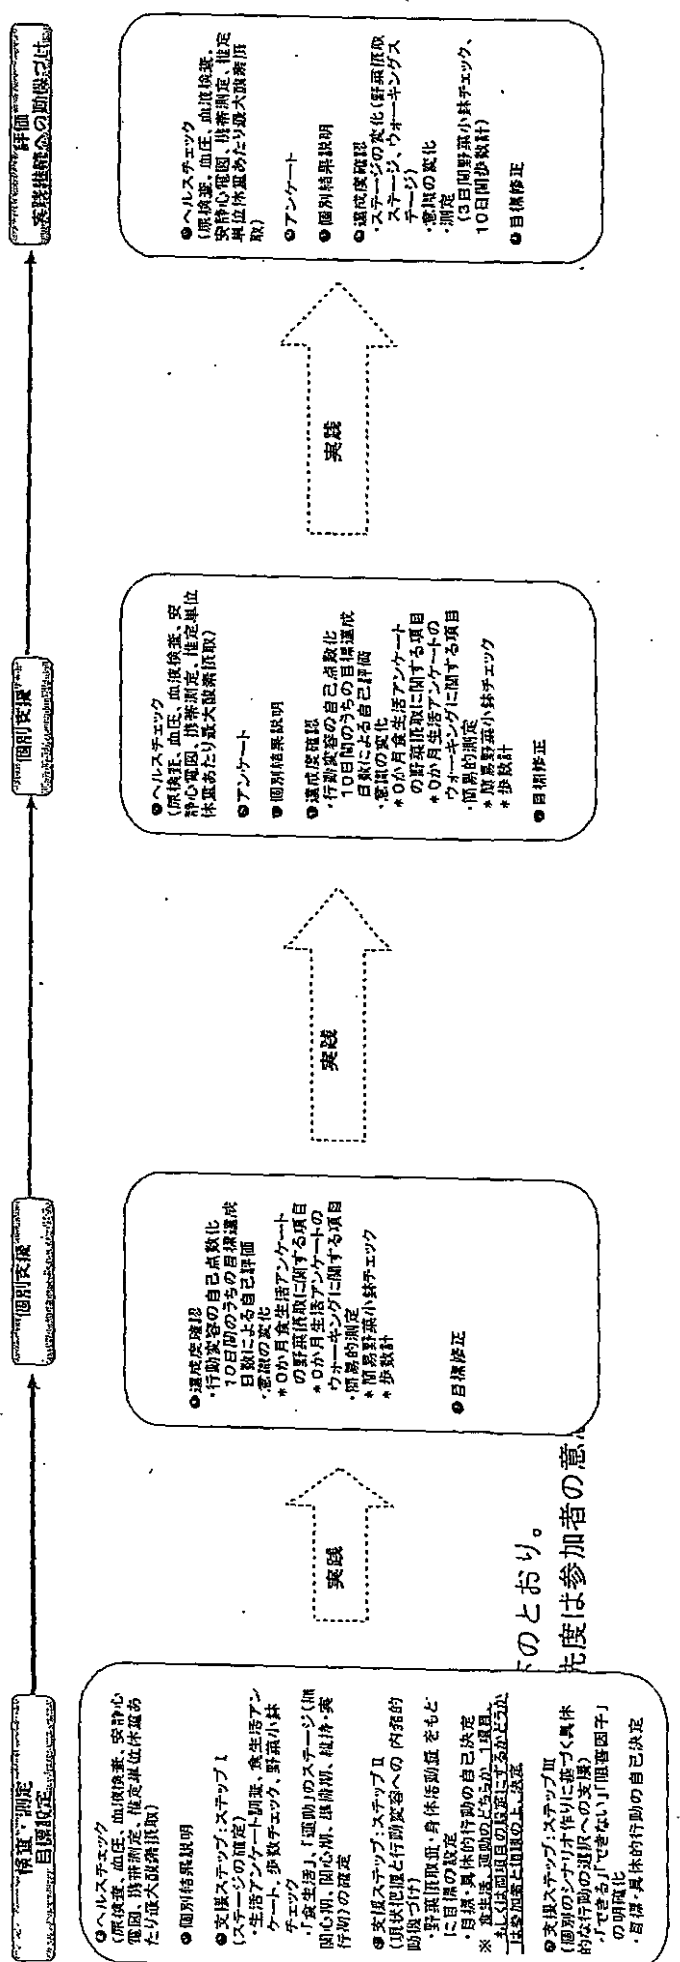 検査・測定
目標設定
●ヘルスチェック
(尿検査、血圧、血液検査、安静心
電図、携帯測定、推定単位体重あ
たり最大酸素摂取)
●個別結果説明
●支援ステップ:ステップⅠ
(ステージの確定)
・生活アンケート調査、食生活アン
ケート、歩数チェック、野菜小鉢
チェック
・「食生活」、「運動」のステージ(無
関心期、関心期、準備期、維持・実
行期)の確定
●支援ステップ:ステップⅡ
(現状把握と行動変容への内発的
動機づけ)
・野菜摂取量・身体活動量をもと
に目標の設定
・目標・具体的行動の自己決定
※ 食生活、運動のどちらか、1項目、
もしくは両項目の設定にするかどうか
は参加者と相談の上、決定
●支援ステップ:ステップⅢ
(個別のシナリオ作りに基づく具体
的な行動の選択への支援)
・「できる」「できない」「阻害因子」
の明確化
・目標・具体的行動の自己決定
のとおり。
先度は参加者の意
実践
個別支援
●達成度確認
・行動変容の自己点数化
10日間のうちの目標達成
日数による自己評価
・意識の変化
*0か月食生活アンケート
の野菜摂取に関する項目
*0か月生活アンケートの
ウォーキングに関する項目
・簡易的測定
*簡易野菜小鉢チェック
*歩数計
●目標修正
実践
個別支援
●ヘルスチェック
(尿検査、血圧、血液検査、安
静心電図、携帯測定、推定単位
体重あたり最大酸素摂取)
●アンケート
●個別結果説明
●達成度確認
・行動変容の自己点数化
10日間のうちの目標達成
日数による自己評価
・意識の変化
*0か月食生活アンケート
の野菜摂取に関する項目
*0か月生活アンケートの
ウォーキングに関する項目
・簡易的測定
*簡易野菜小鉢チェック
*歩数計
●目標修正
実践
評価
実践継続への動機づけ
●ヘルスチェック
(尿検査、血圧、血液検査、
安静心電図、携帯測定、推定
単位体重あたり最大酸素摂
取)
●アンケート
●個別結果説明
●達成度確認
・ステージの変化(野菜摂取
ステージ、ウォーキングス
テージ)
・意識の変化
・測定
(3日間野菜小鉢チェック、
10日間歩数計)
●目標修正